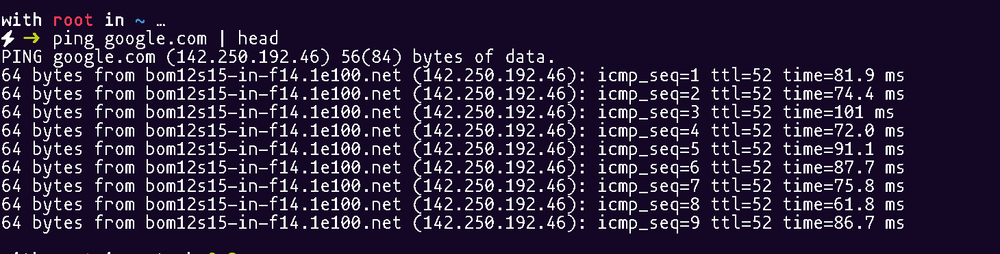 with root in ~ …
⚡ ➜ ping google.com | head
PING google.com (142.250.192.46) 56(84) bytes of data.
64 bytes from bom12s15-in-f14.1e100.net (142.250.192.46): icmp_seq=1 ttl=52 time=81.9 ms
64 bytes from bom12s15-in-f14.1e100.net (142.250.192.46): icmp_seq=2 ttl=52 time=74.4 ms
64 bytes from bom12s15-in-f14.1e100.net (142.250.192.46): icmp_seq=3 ttl=52 time=101 ms
64 bytes from bom12s15-in-f14.1e100.net (142.250.192.46): icmp_seq=4 ttl=52 time=72.0 ms
64 bytes from bom12s15-in-f14.1e100.net (142.250.192.46): icmp_seq=5 ttl=52 time=91.1 ms
64 bytes from bom12s15-in-f14.1e100.net (142.250.192.46): icmp_seq=6 ttl=52 time=87.7 ms
64 bytes from bom12s15-in-f14.1e100.net (142.250.192.46): icmp_seq=7 ttl=52 time=75.8 ms
64 bytes from bom12s15-in-f14.1e100.net (142.250.192.46): icmp_seq=8 ttl=52 time=61.8 ms
64 bytes from bom12s15-in-f14.1e100.net (142.250.192.46): icmp_seq=9 ttl=52 time=86.7 ms